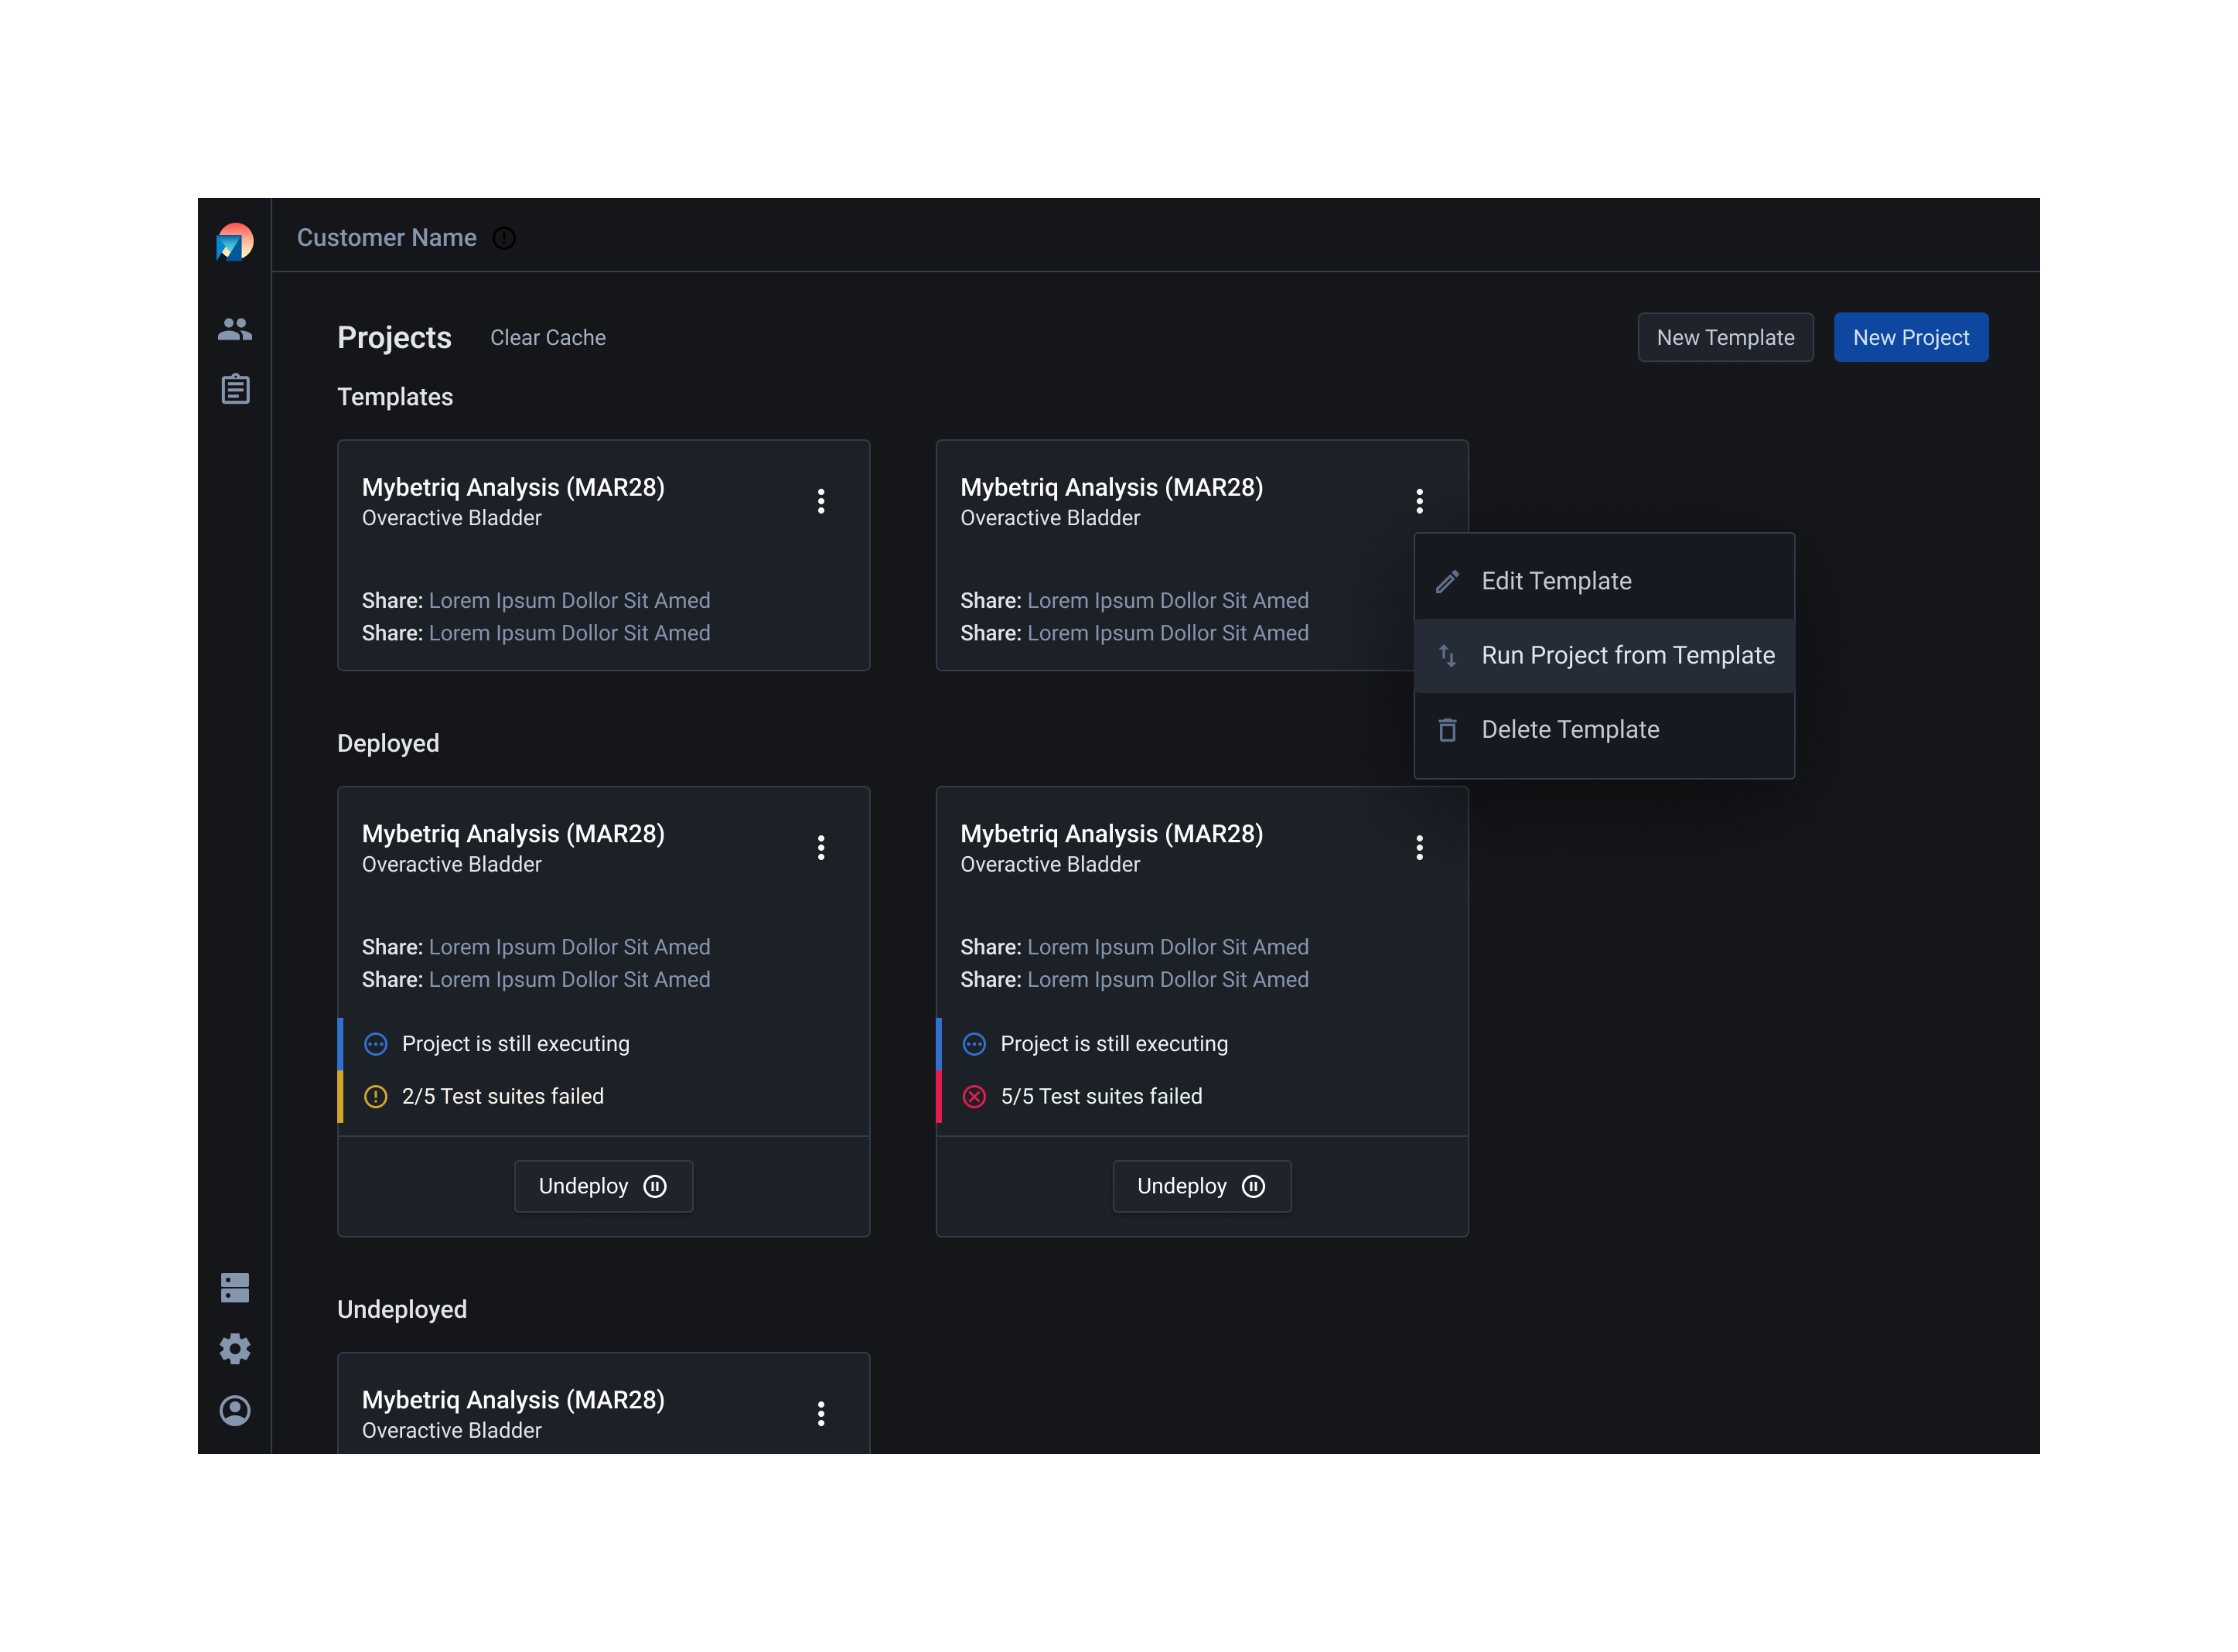 Customer Name
Projects
Clear Cache
New Template
New Project
Templates
Mybetriq Analysis (MAR28)
Overactive Bladder
Share: Lorem Ipsum Dollor Sit Amed
Share: Lorem Ipsum Dollor Sit Amed
Mybetriq Analysis (MAR28)
Overactive Bladder
Share: Lorem Ipsum Dollor Sit Amed
Share: Lorem Ipsum Dollor Sit Amed
Edit Template
Run Project from Template
Delete Template
Deployed
Mybetriq Analysis (MAR28)
Overactive Bladder
Share: Lorem Ipsum Dollor Sit Amed
Share: Lorem Ipsum Dollor Sit Amed
Project is still executing
2/5 Test suites failed
Undeploy
Mybetriq Analysis (MAR28)
Overactive Bladder
Share: Lorem Ipsum Dollor Sit Amed
Share: Lorem Ipsum Dollor Sit Amed
Project is still executing
5/5 Test suites failed
Undeploy
Undeployed
Mybetriq Analysis (MAR28)
Overactive Bladder